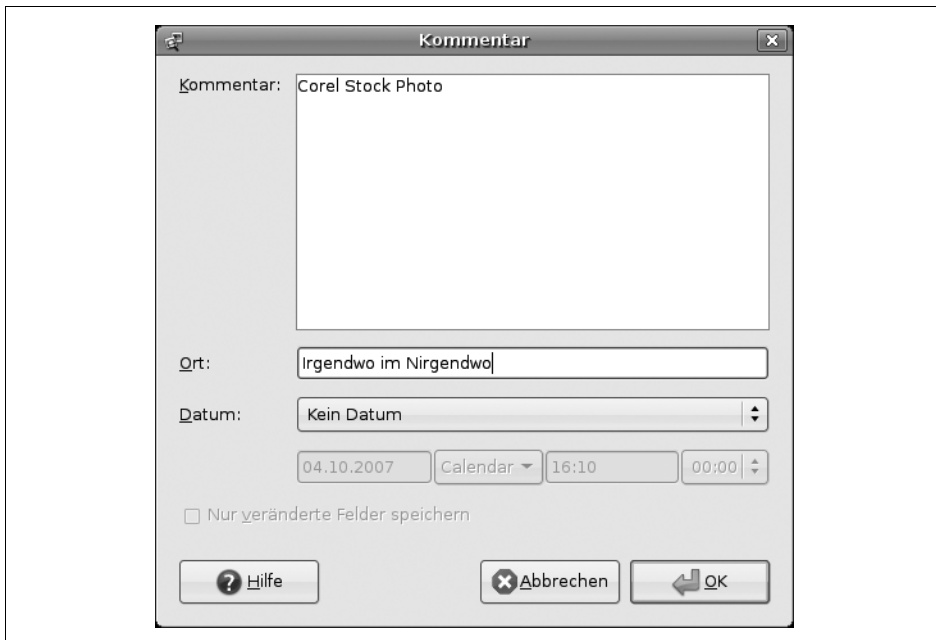 Kommentar
Kommentar: Corel Stock Photo
Ort: Irgendwo im Nirgendwo
Datum: Kein Datum
04.10.2007 Calendar 16:10 00:00
Nur veränderte Felder speichern
Hilfe Abbrechen OK